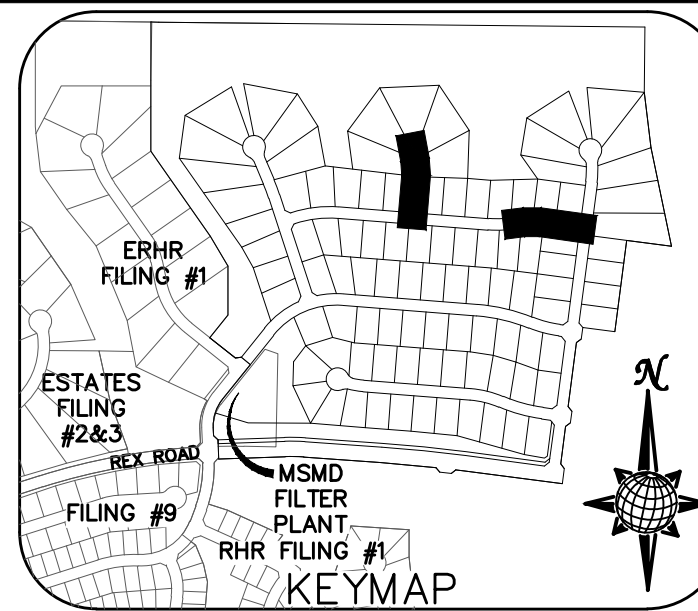 ERHR
FILING #1
ESTATES
FILING
#2&3
REX ROAD
FILING #9
MSMD
FILTER
PLANT
RHR FILING #1
N
KEYMAP